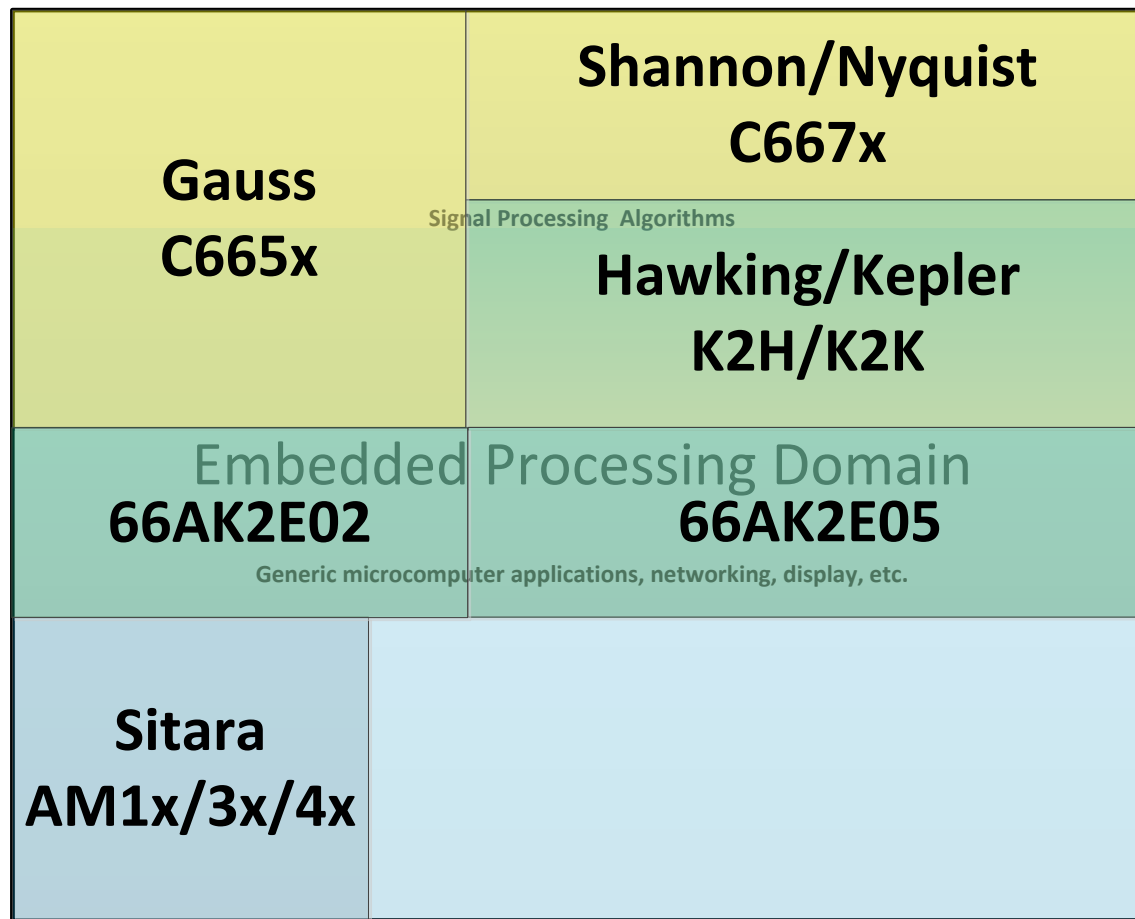 Shannon/Nyquist
C667x
Gauss
C665x
Signal Processing Algorithms
Hawking/Kepler
K2H/K2K
Embedded Processing Domain
66AK2E02
66AK2E05
Generic microcomputer applications, networking, display, etc.
Sitara
AM1x/3x/4x